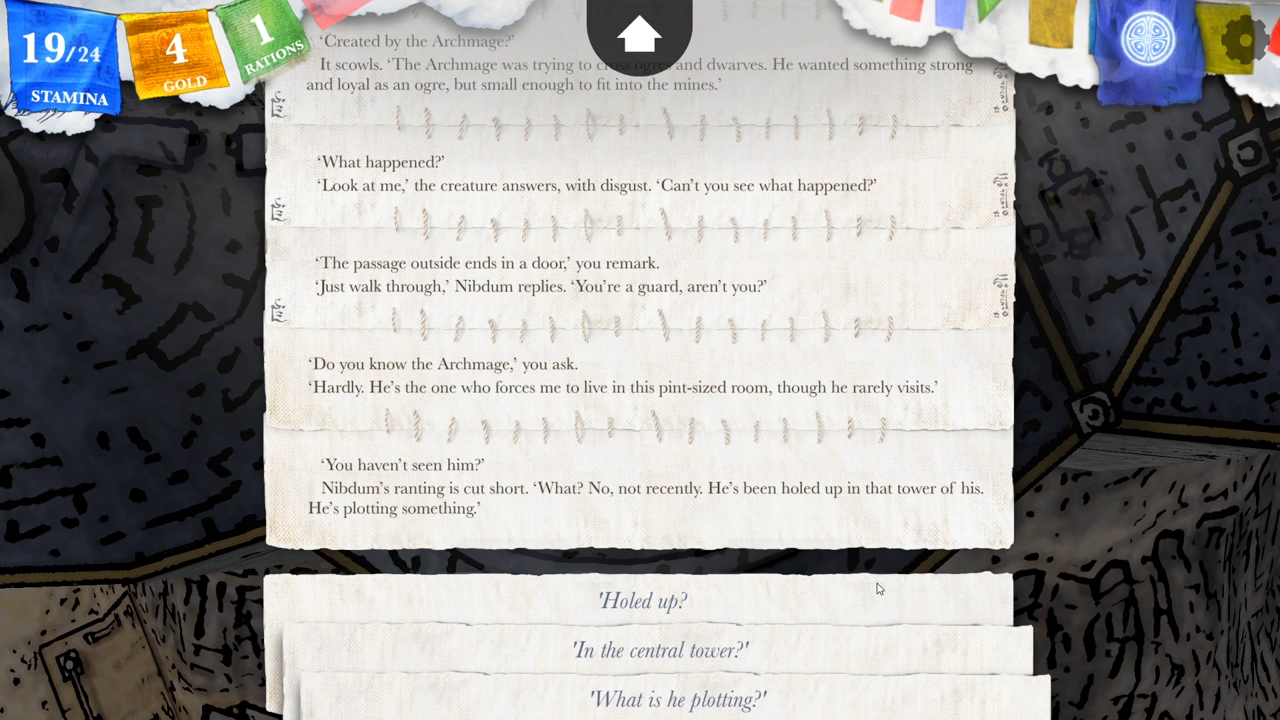 19/24
STAMINA
4
GOLD
1
RATIONS
‘Created by the Archmage?’
It scowls. ‘The Archmage was trying to cross ogres and dwarves. He wanted something strong
and loyal as an ogre, but small enough to fit into the mines.’
‘What happened?’
‘Look at me,’ the creature answers, with disgust. ‘Can’t you see what happened?’
‘The passage outside ends in a door,’ you remark.
‘Just walk through,’ Nibdum replies. ‘You’re a guard, aren’t you?’
‘Do you know the Archmage,’ you ask.
‘Hardly. He’s the one who forces me to live in this pint-sized room, though he rarely visits.’
‘You haven’t seen him?’
Nibdum’s ranting is cut short. ‘What? No, not recently. He’s been holed up in that tower of his.
He’s plotting something.’
'Holed up?
'In the central tower?'
'What is he plotting?'